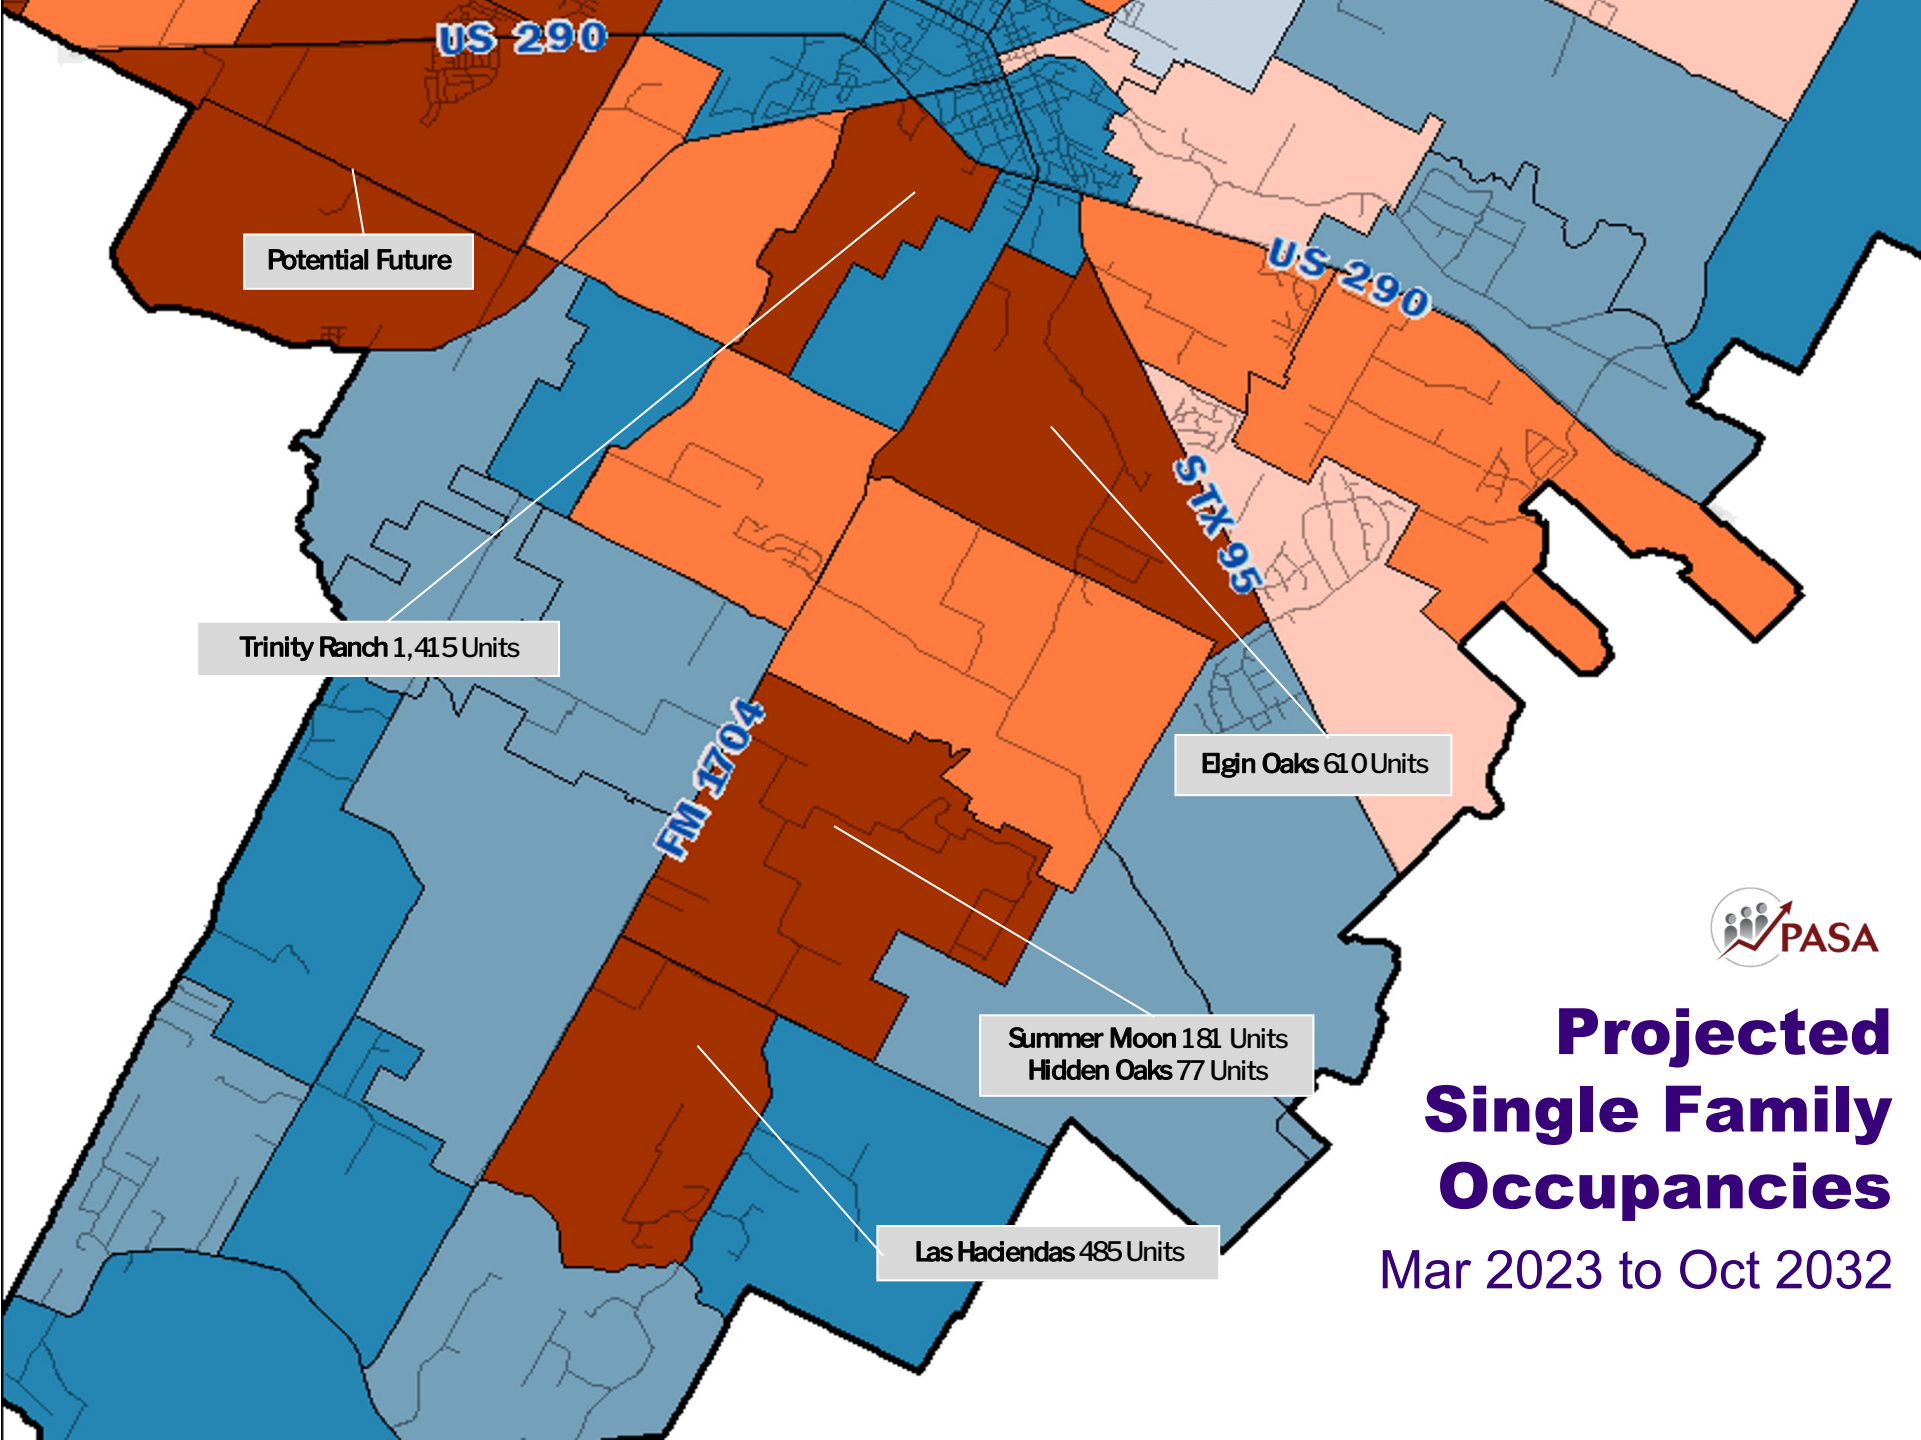 US 290
Potential Future
US 290
STX 95
Trinity Ranch 1,415 Units
FM 1704
Elgin Oaks 610 Units
PASA
Summer Moon 181 Units
Hidden Oaks 77 Units
Projected
Single Family
Occupancies
Mar 2023 to Oct 2032
Las Haciendas 485 Units